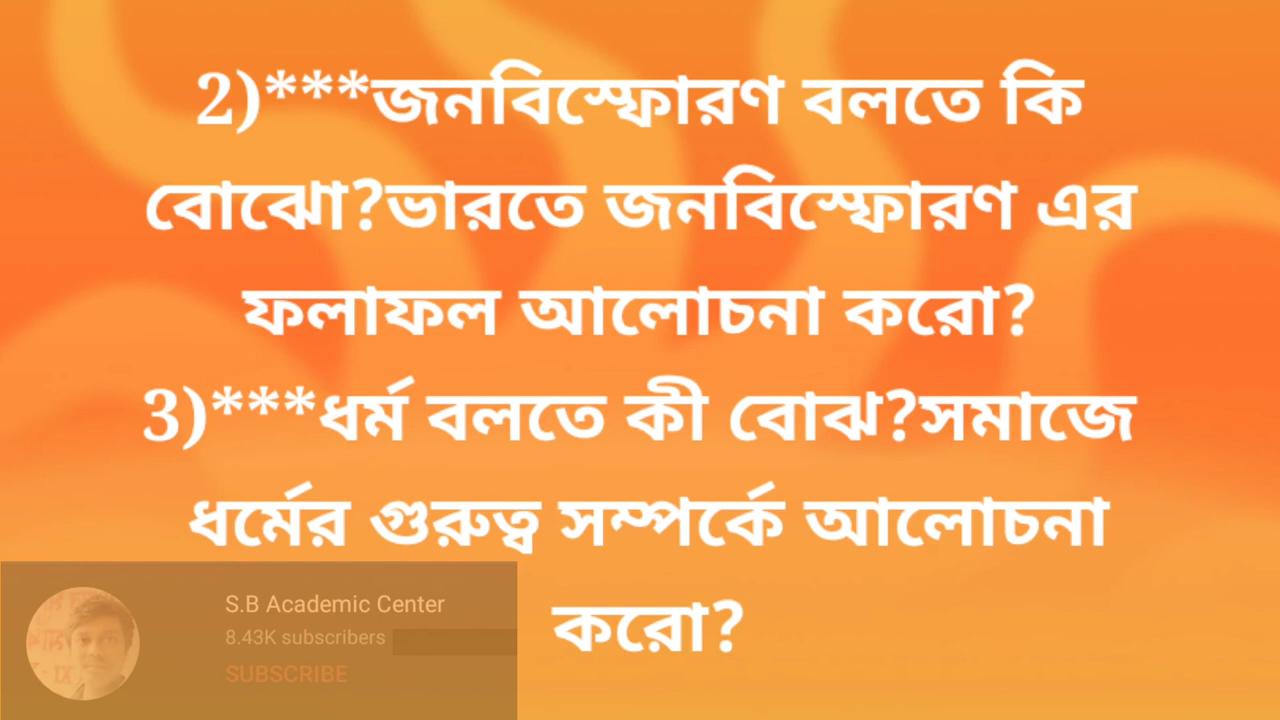 2)***জনবিস্ফোরণ বলতে কি
বোঝো?ভারতে জনবিস্ফোরণ এর
ফলাফল আলোচনা করো?
3)***ধর্ম বলতে কী বোঝ?সমাজে
ধর্মের গুরুত্ব সম্পর্কে আলোচনা
করো?
S.B Academic Center
8.43K subscribers
SUBSCRIBE